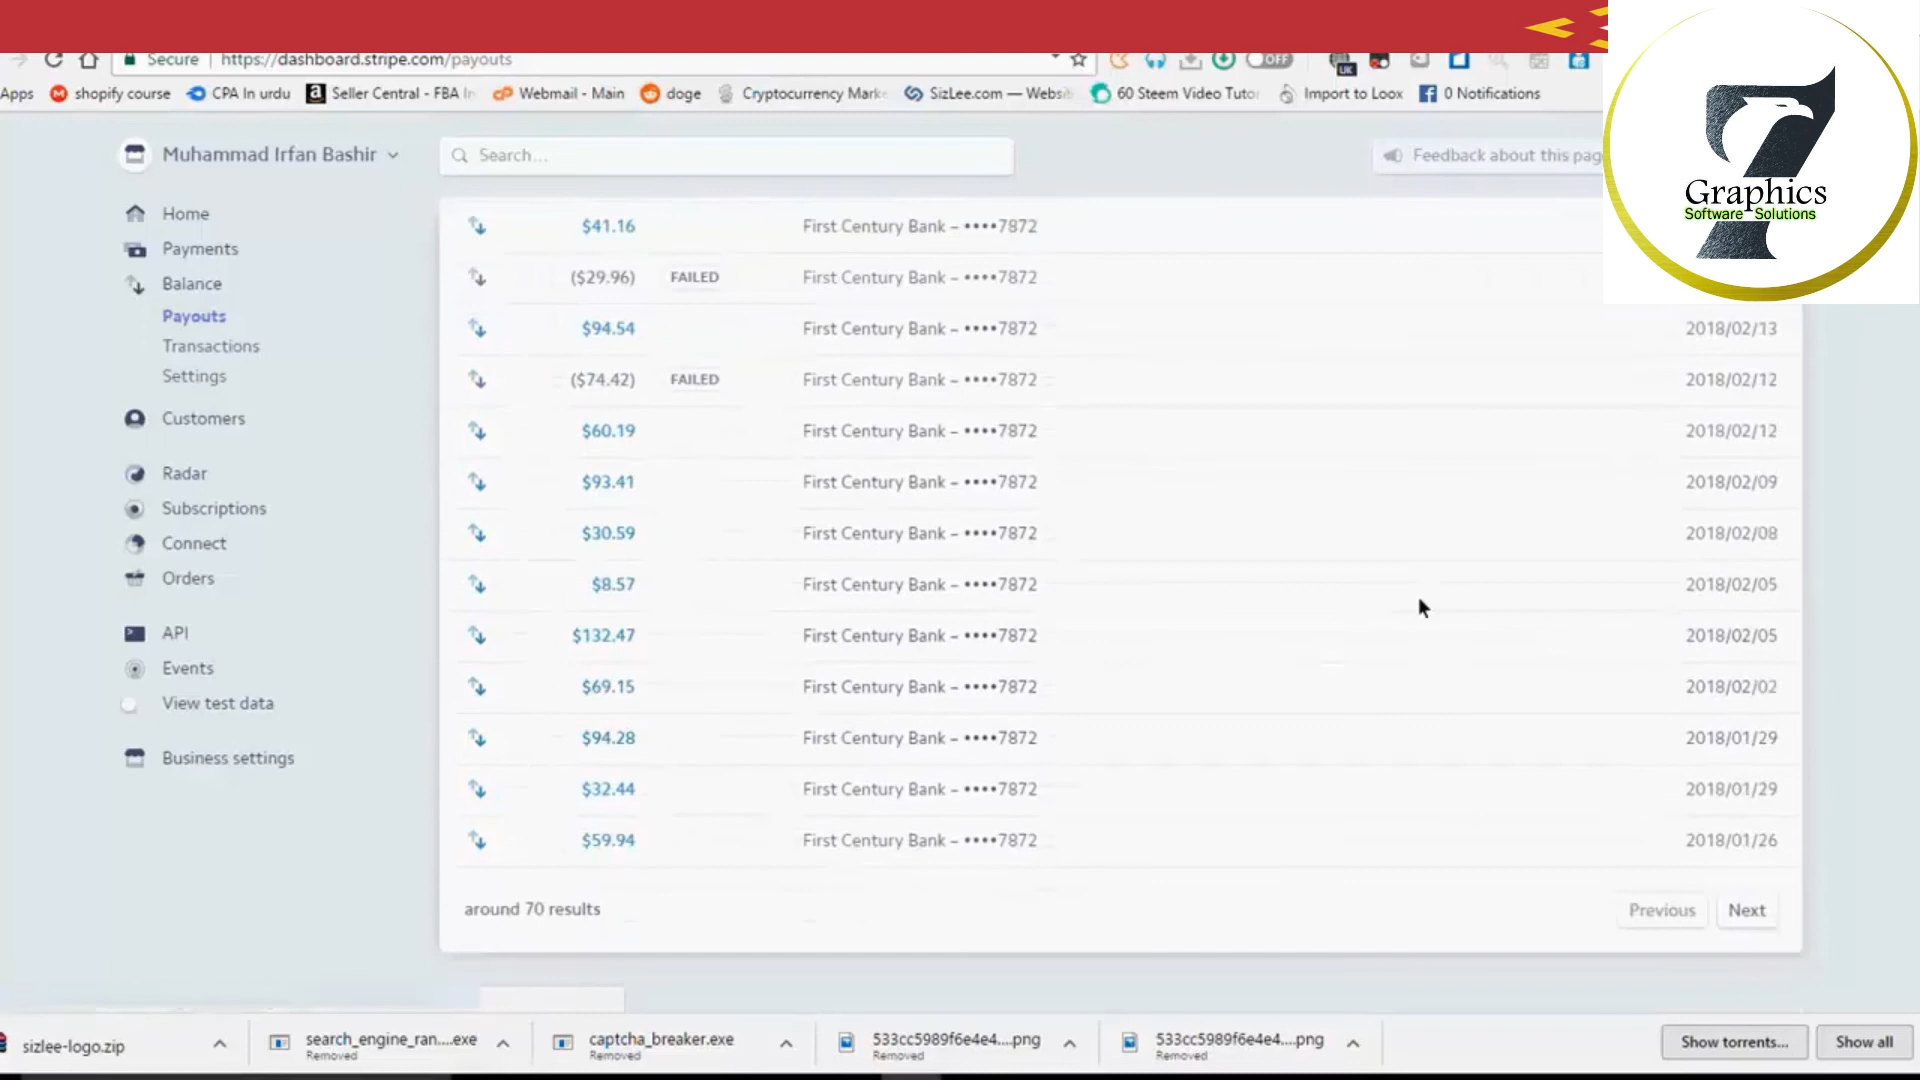 Secure https://dashboard.stripe.com/payouts OFF UK
Apps shopify course CPA In urdu Seller Central - FBA In Webmail - Main doge Cryptocurrency Mark SizLee.com — Websi 60 Steem Video Tuto Import to Loox 0 Notifications
Muhammad Irfan Bashir Search... Feedback about this pag
7
Graphics
Software Solutions
Home
Payments
Balance
Payouts
Transactions
Settings
Customers
Radar
Subscriptions
Connect
Orders
API
Events
View test data
Business settings
$41.16 First Century Bank – ••••7872
($29.96) FAILED First Century Bank – ••••7872
$94.54 First Century Bank – ••••7872 2018/02/13
($74.42) FAILED First Century Bank – ••••7872 2018/02/12
$60.19 First Century Bank – ••••7872 2018/02/12
$93.41 First Century Bank – ••••7872 2018/02/09
$30.59 First Century Bank – ••••7872 2018/02/08
$8.57 First Century Bank – ••••7872 2018/02/05
$132.47 First Century Bank – ••••7872 2018/02/05
$69.15 First Century Bank – ••••7872 2018/02/02
$94.28 First Century Bank – ••••7872 2018/01/29
$32.44 First Century Bank – ••••7872 2018/01/29
$59.94 First Century Bank – ••••7872 2018/01/26
around 70 results Previous Next
sizlee-logo.zip search_engine_ran....exe captcha_breaker.exe 533cc5989f6e4e4....png 533cc5989f6e4e4....png Show torrents... Show all
Removed Removed Removed Removed